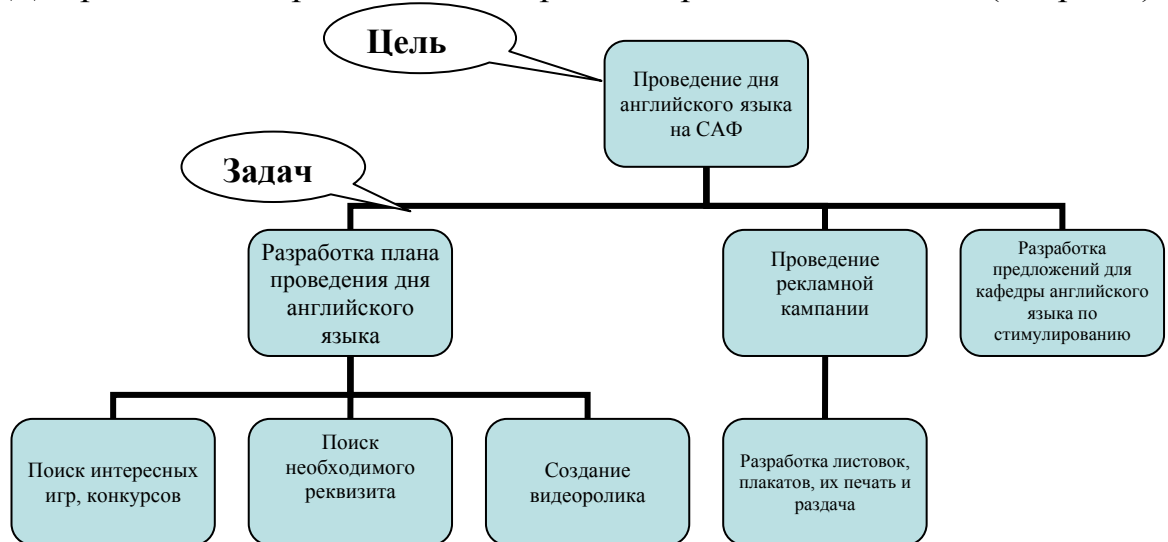 Цель
Проведение дня
английского языка
на САФ
Задач
Разработка плана
проведения дня
английского
языка
Проведение
рекламной
кампании
Разработка
предложений для
кафедры английского
языка по
стимулированию
Поиск интересных
игр, конкурсов
Поиск
необходимого
реквизита
Создание
видеоролика
Разработка листовок,
плакатов, их печать и
раздача